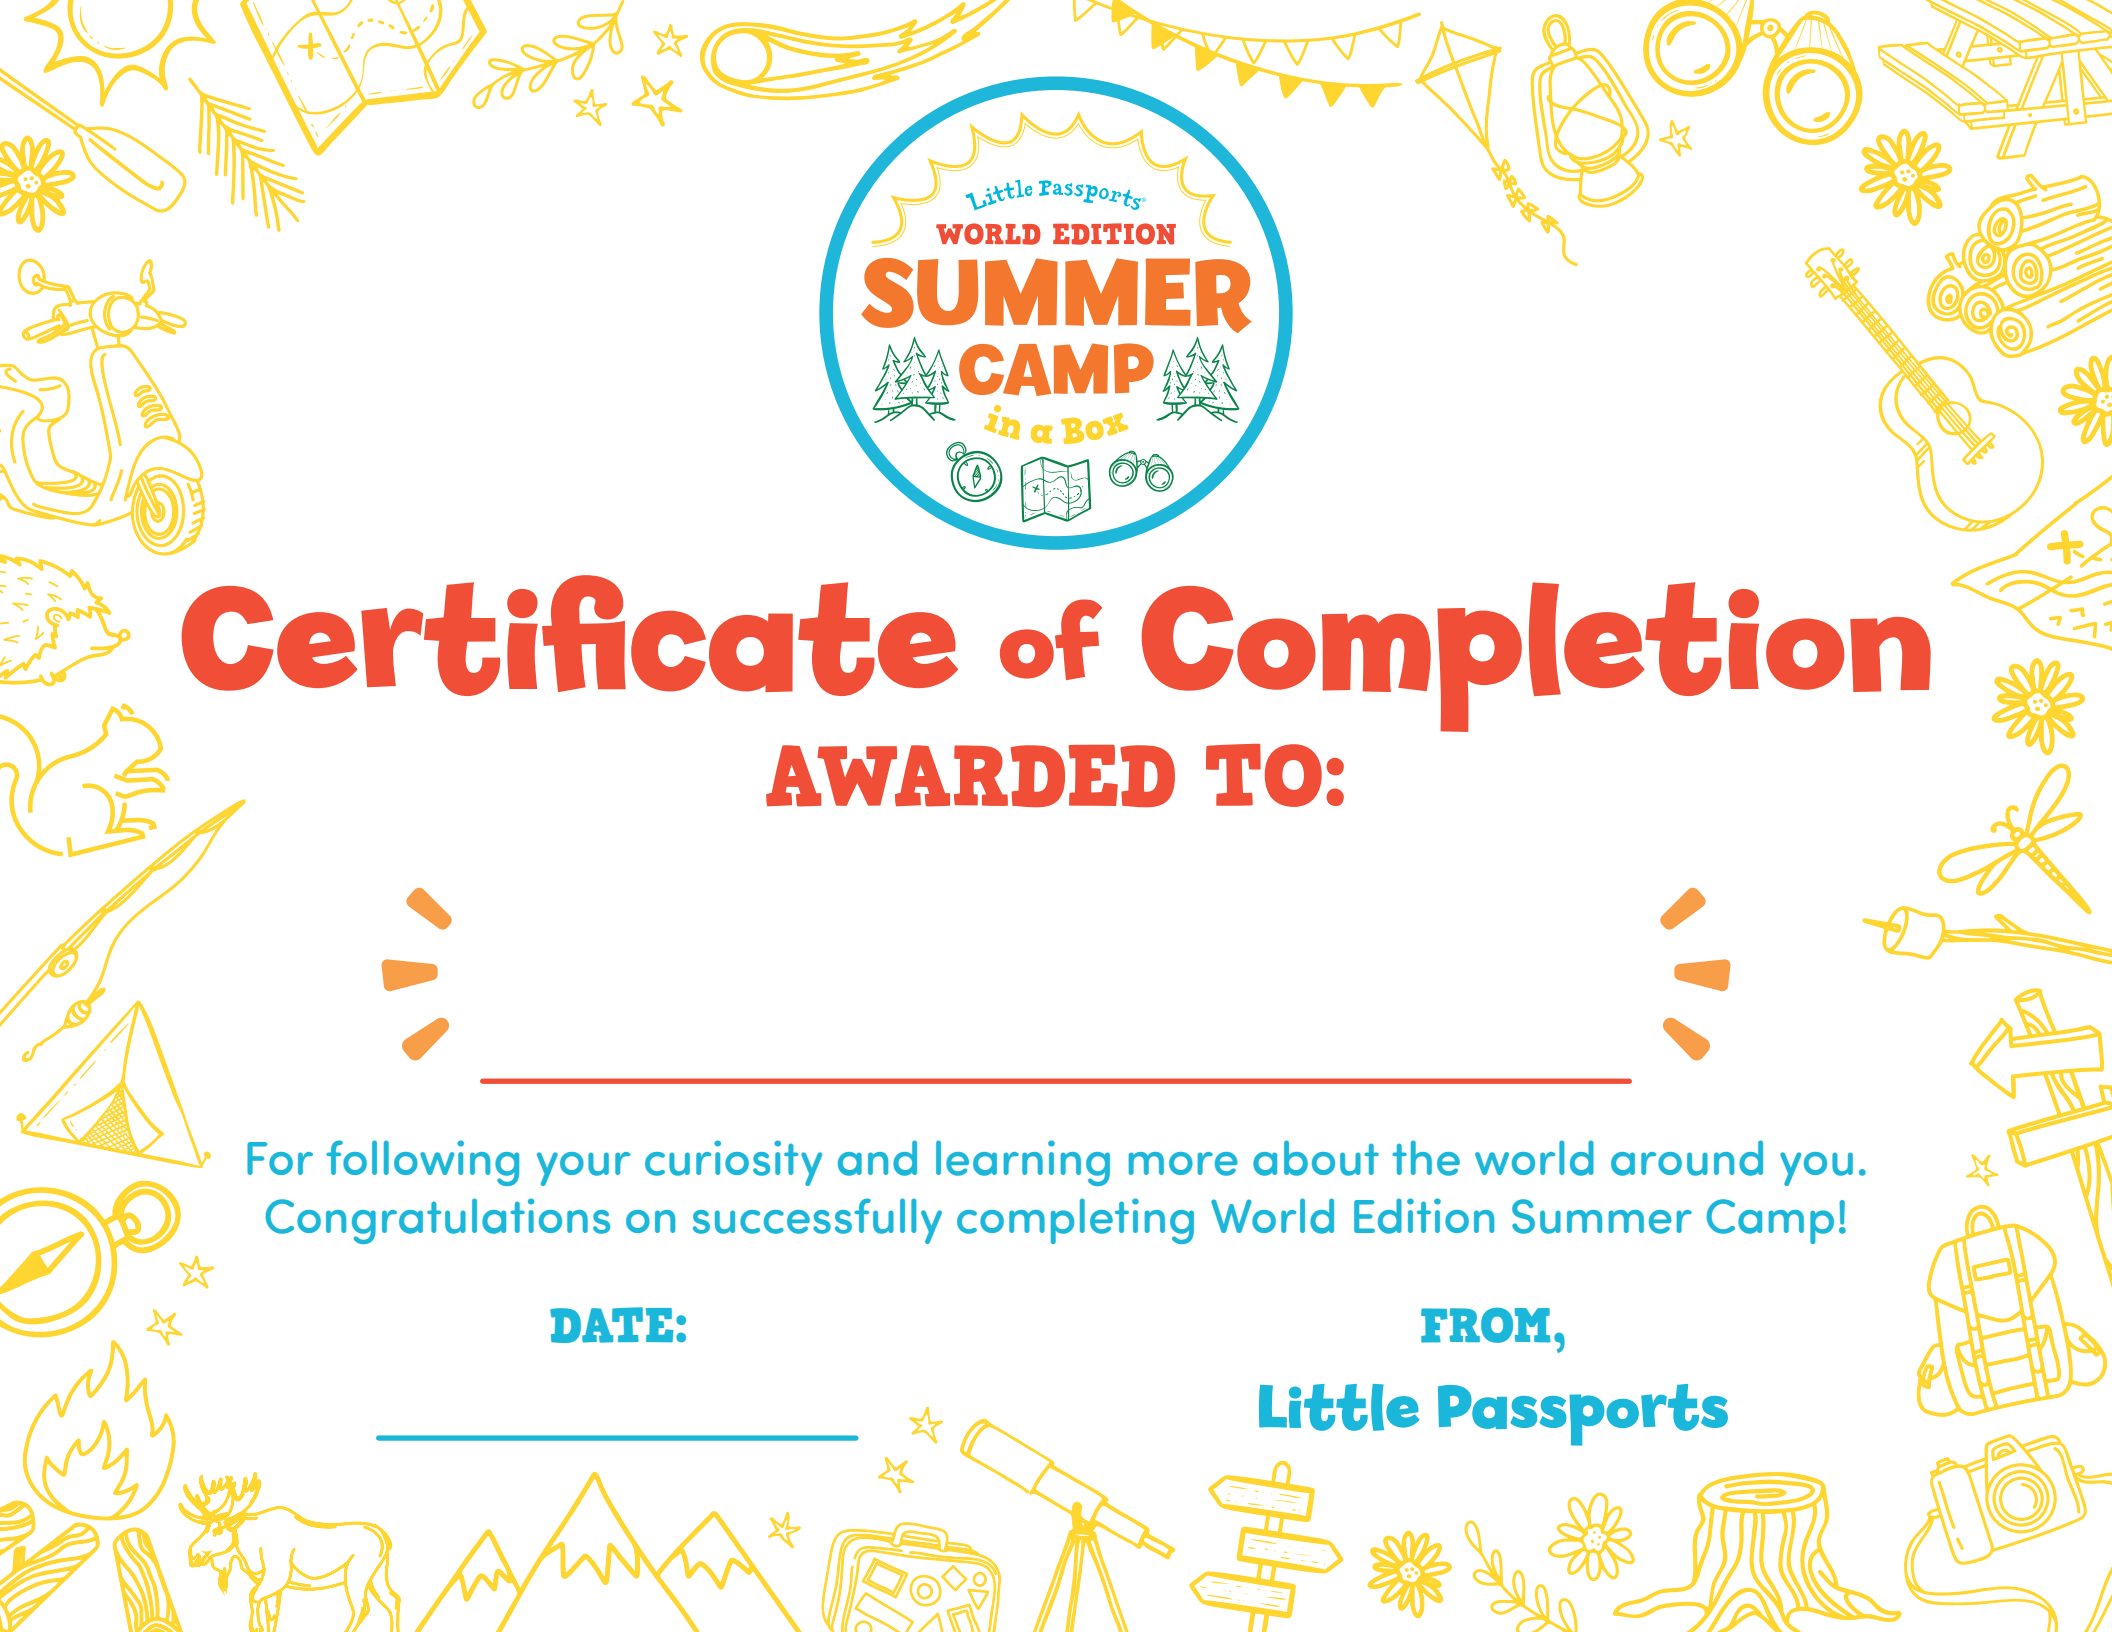 Little Passports®
WORLD EDITION
SUMMER
CAMP
in a Box
Certificate of Completion
AWARDED TO:
For following your curiosity and learning more about the world around you.
Congratulations on successfully completing World Edition Summer Camp!
DATE:
FROM,
Little Passports